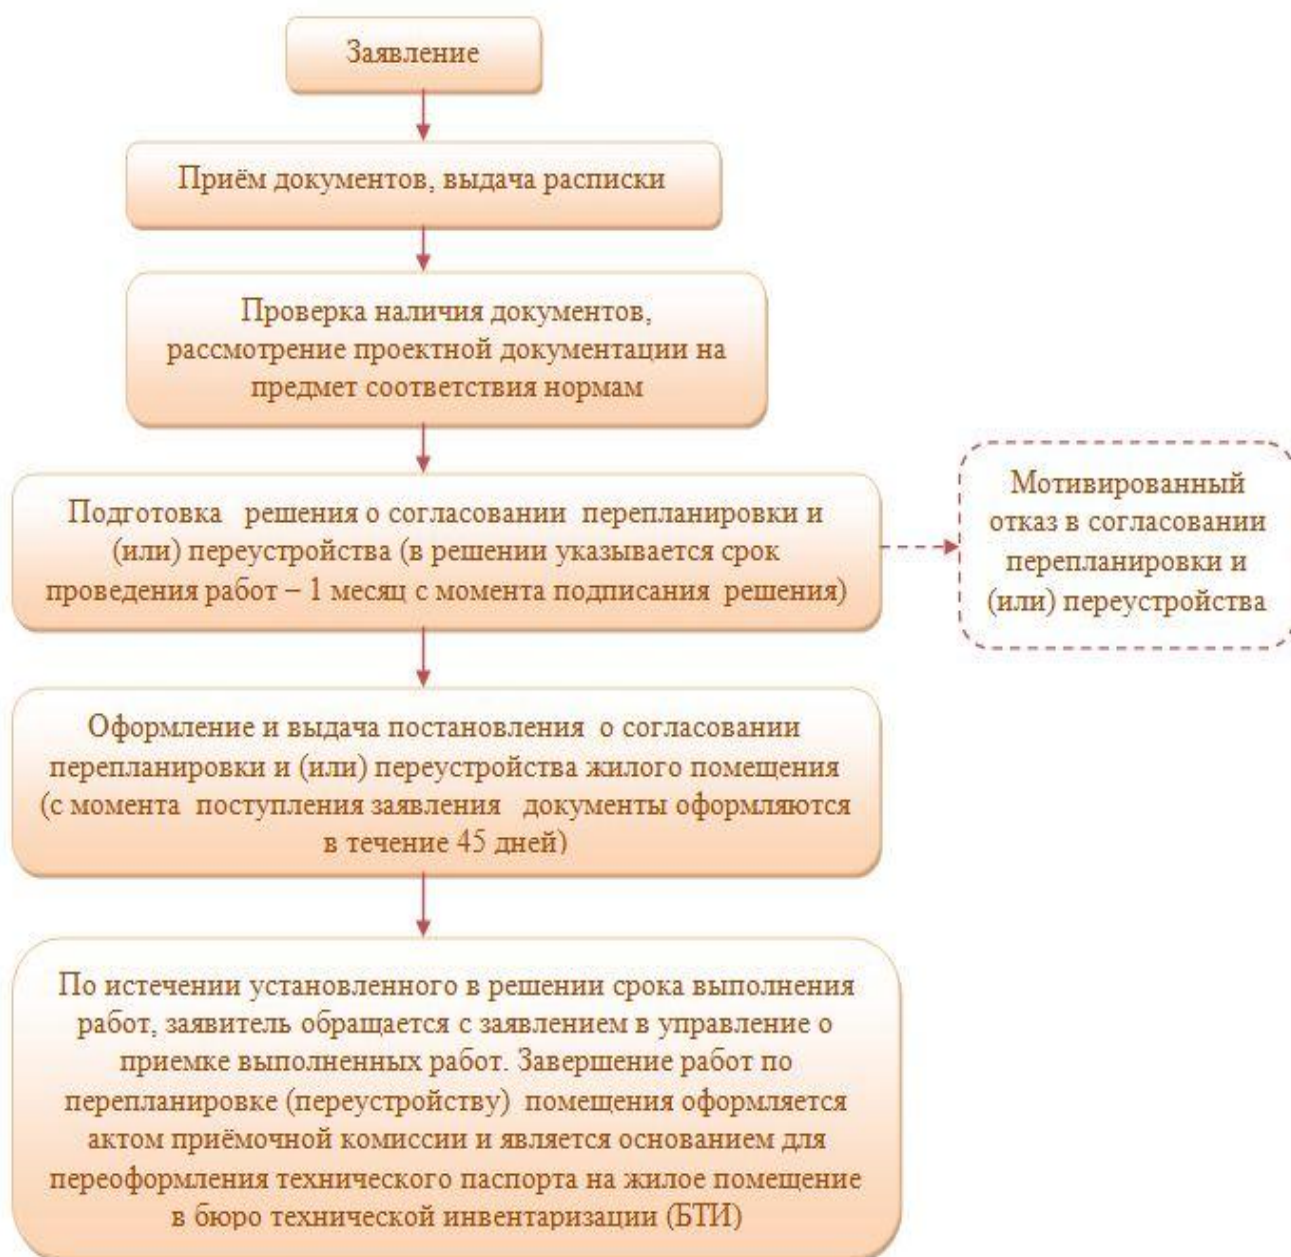 Заявление
Приём документов, выдача расписки
Проверка наличия документов,
рассмотрение проектной документации на
предмет соответствия нормам
Подготовка решения о согласовании перепланировки и
(или) переустройства (в решении указывается срок
проведения работ – 1 месяц с момента подписания решения)
Мотивированный
отказ в согласовании
перепланировки и
(или) переустройства
Оформление и выдача постановления о согласовании
перепланировки и (или) переустройства жилого помещения
(с момента поступления заявления документы оформляются
в течение 45 дней)
По истечении установленного в решении срока выполнения
работ, заявитель обращается с заявлением в управление о
приемке выполненных работ. Завершение работ по
перепланировке (переустройству) помещения оформляется
актом приёмочной комиссии и является основанием для
переоформления технического паспорта на жилое помещение
в бюро технической инвентаризации (БТИ)